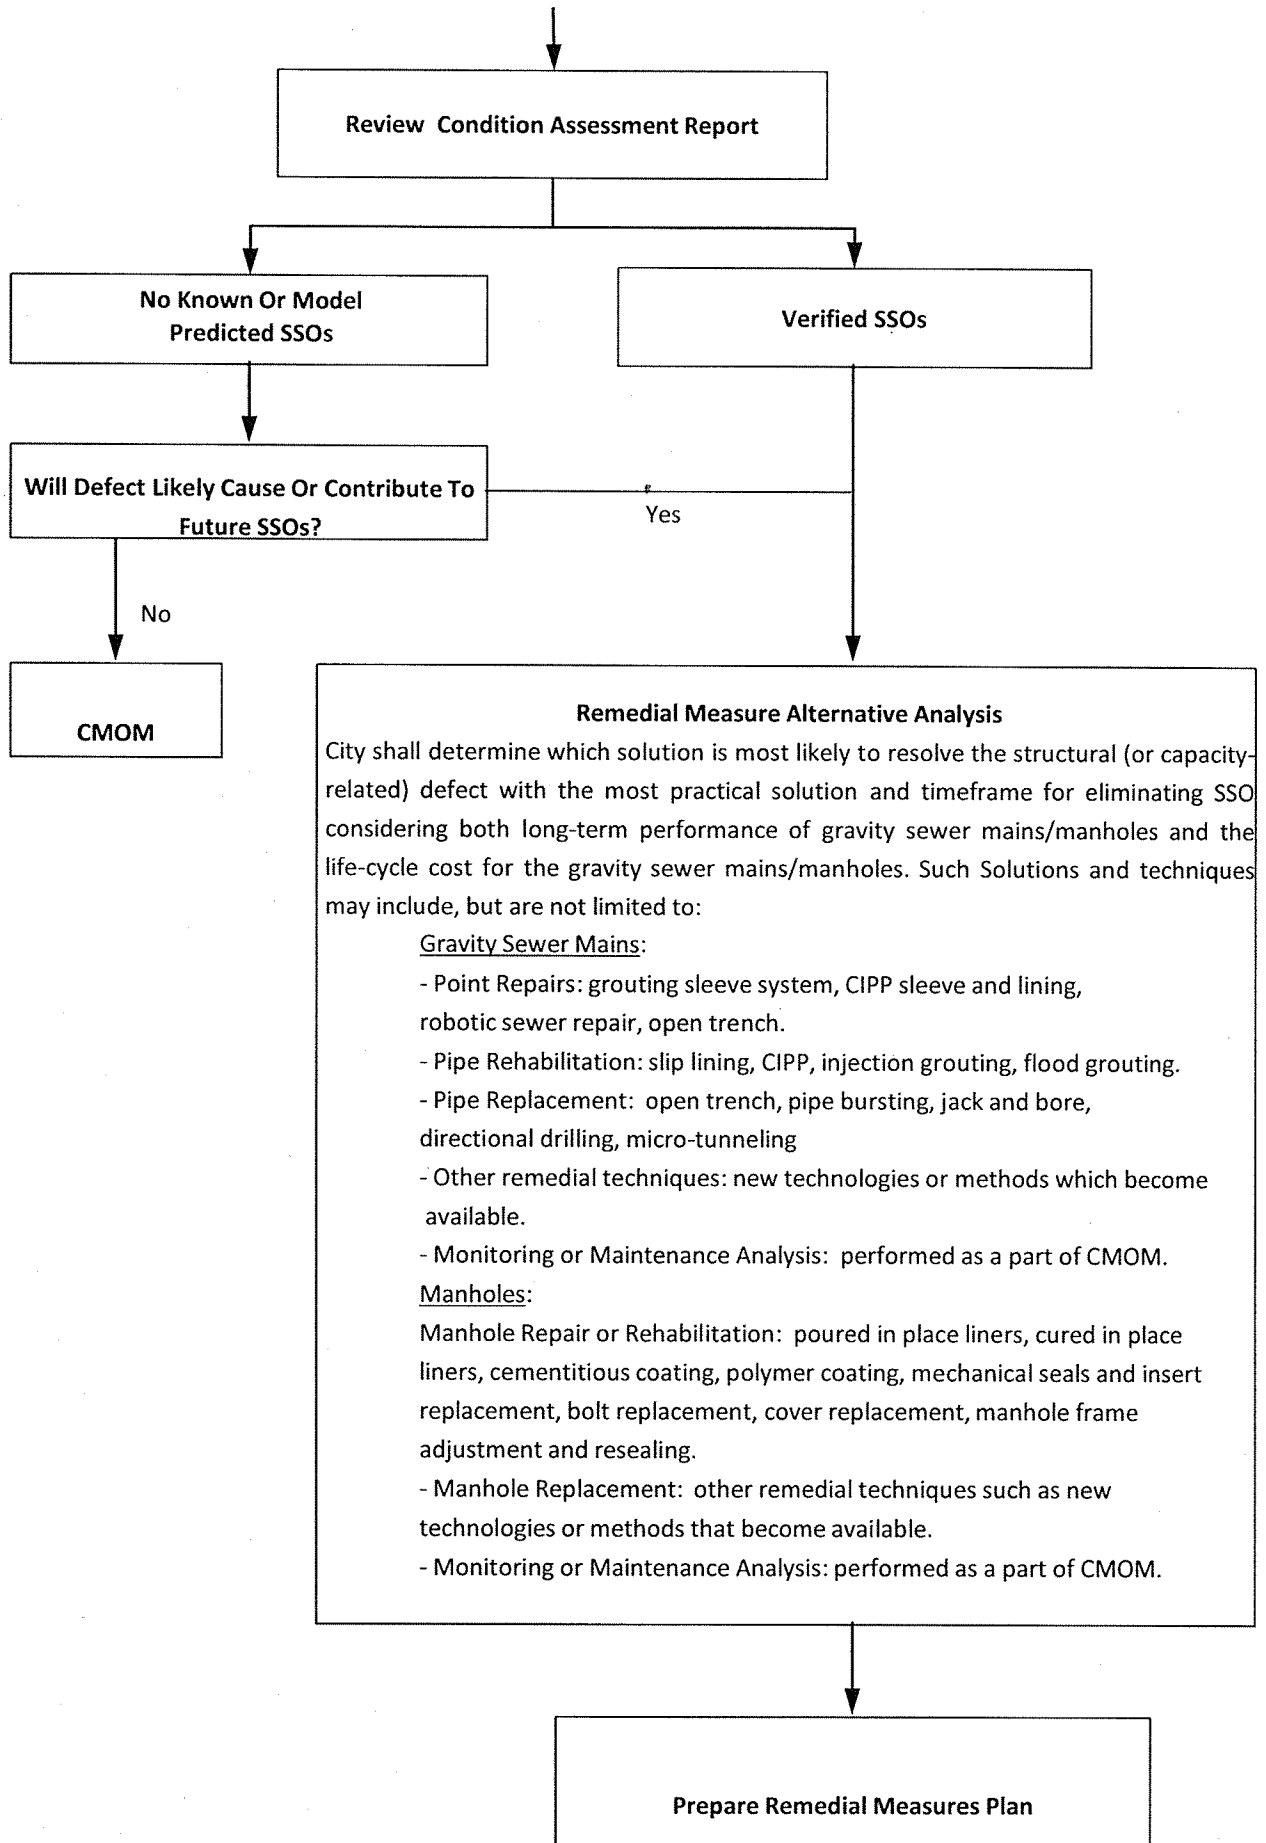 Review Condition Assessment Report
No Known Or Model
Predicted SSOs
Verified SSOs
Will Defect Likely Cause Or Contribute To
Future SSOs?
Yes
No
CMOM
Remedial Measure Alternative Analysis
City shall determine which solution is most likely to resolve the structural (or capacity-
related) defect with the most practical solution and timeframe for eliminating SSO
considering both long-term performance of gravity sewer mains/manholes and the
life-cycle cost for the gravity sewer mains/manholes. Such Solutions and techniques
may include, but are not limited to:
Gravity Sewer Mains:
- Point Repairs: grouting sleeve system, CIPP sleeve and lining,
robotic sewer repair, open trench.
- Pipe Rehabilitation: slip lining, CIPP, injection grouting, flood grouting.
- Pipe Replacement: open trench, pipe bursting, jack and bore,
directional drilling, micro-tunneling
- Other remedial techniques: new technologies or methods which become
available.
- Monitoring or Maintenance Analysis: performed as a part of CMOM.
Manholes:
Manhole Repair or Rehabilitation: poured in place liners, cured in place
liners, cementitious coating, polymer coating, mechanical seals and insert
replacement, bolt replacement, cover replacement, manhole frame
adjustment and resealing.
- Manhole Replacement: other remedial techniques such as new
technologies or methods that become available.
- Monitoring or Maintenance Analysis: performed as a part of CMOM.
Prepare Remedial Measures Plan